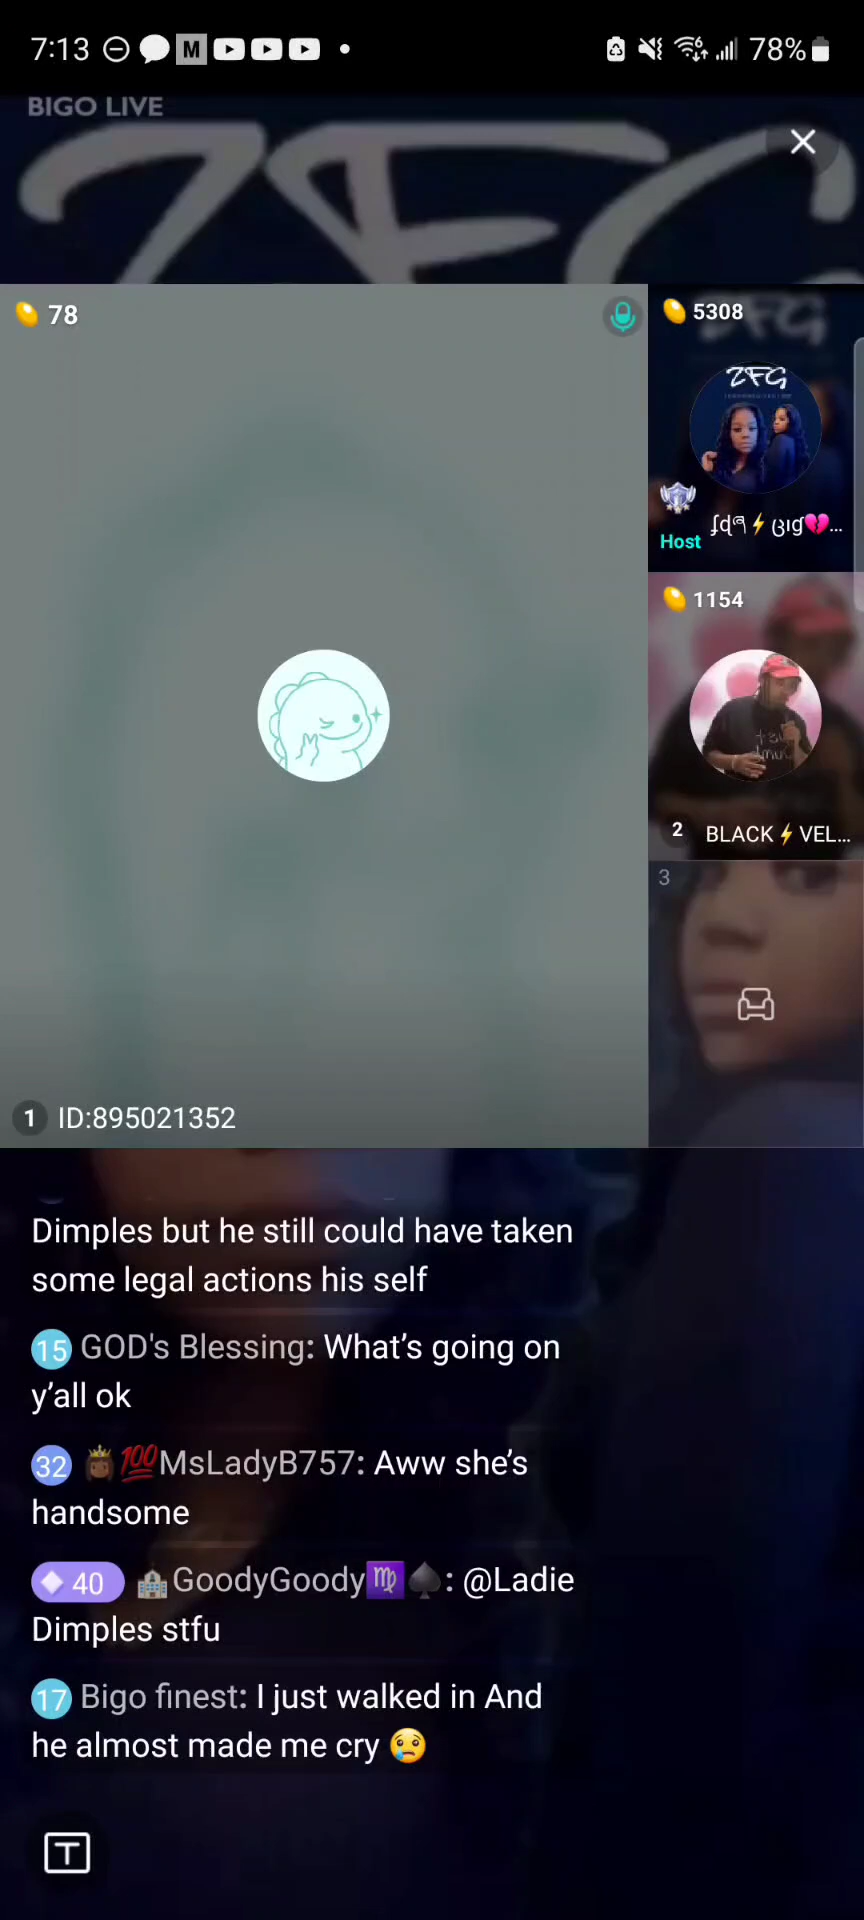 7:13 M 78%
BIGO LIVE
ZFG
78
5308
ZFG
Host
1154
2 BLACK⚡VEL...
3
1 ID:895021352
Dimples but he still could have taken
some legal actions his self
15 GOD's Blessing: What’s going on
y’all ok
32 👸🏾💯MsLadyB757: Aww she’s
handsome
40 🏫GoodyGoody♍♠: @Ladie
Dimples stfu
17 Bigo finest: I just walked in And
he almost made me cry 😢
T